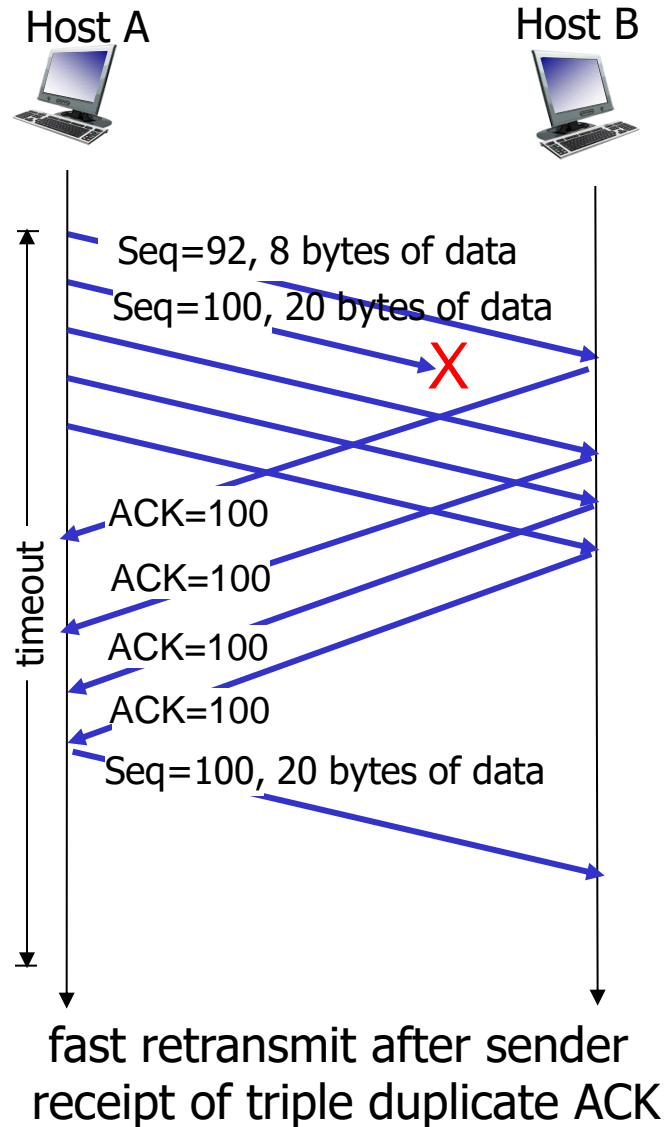 Host A
Host B
Seq=92, 8 bytes of data
Seq=100, 20 bytes of data
X
ACK=100
timeout
ACK=100
ACK=100
ACK=100
Seq=100, 20 bytes of data
fast retransmit after sender
receipt of triple duplicate ACK